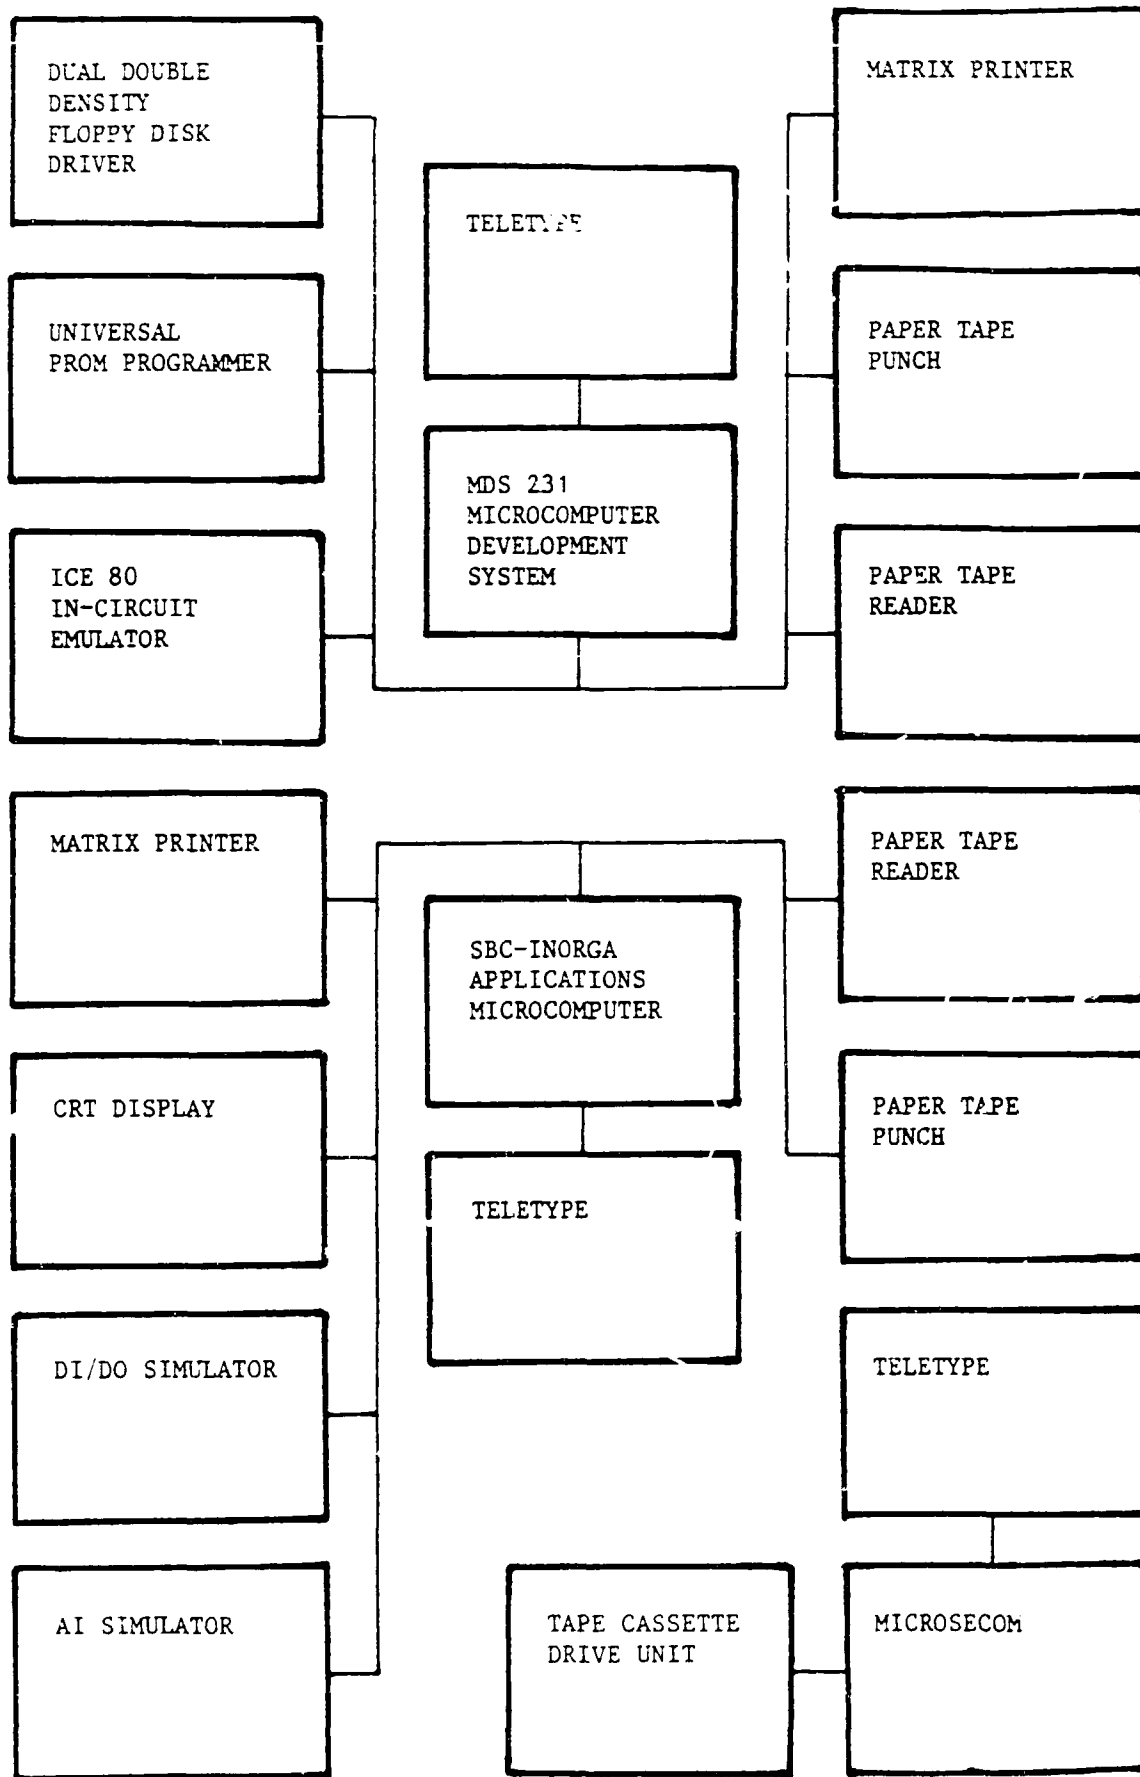 DUAL DOUBLE
DENSITY
FLOPPY DISK
DRIVER
MATRIX PRINTER
TELETYPE
UNIVERSAL
PROM PROGRAMMER
PAPER TAPE
PUNCH
MDS 231
MICROCOMPUTER
DEVELOPMENT
SYSTEM
ICE 80
IN-CIRCUIT
EMULATOR
PAPER TAPE
READER
MATRIX PRINTER
PAPER TAPE
READER
SBC-INORGA
APPLICATIONS
MICROCOMPUTER
CRT DISPLAY
PAPER TAPE
PUNCH
TELETYPE
DI/DO SIMULATOR
TELETYPE
AI SIMULATOR
TAPE CASSETTE
DRIVE UNIT
MICROSECOM